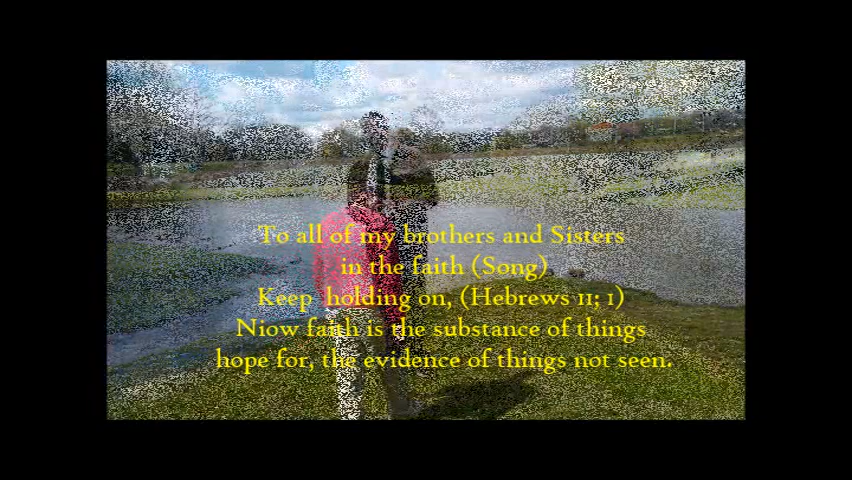 To all of my brothers and Sisters
in the faith (Song)
Keep holding on, (Hebrews 11; 1)
Niow faith is the substance of things
hope for, the evidence of things not seen.